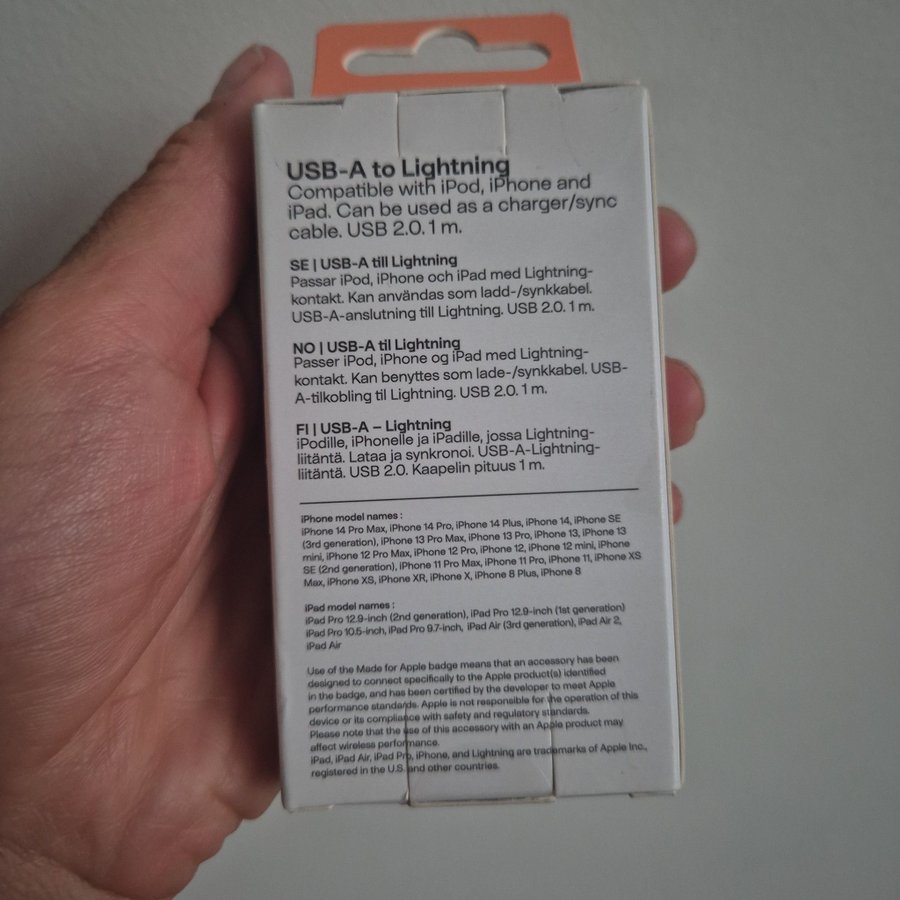 USB-A to Lightning
Compatible with iPod, iPhone and
iPad. Can be used as a charger/sync
cable. USB 2.0. 1 m.
SE | USB-A till Lightning
Passar iPod, iPhone och iPad med Lightning-
kontakt. Kan användas som ladd-/synkkabel.
USB-A-anslutning till Lightning. USB 2.0. 1 m.
NO | USB-A til Lightning
Passer iPod, iPhone og iPad med Lightning-
kontakt. Kan benyttes som lade-/synkkabel. USB-
A-tilkobling til Lightning. USB 2.0. 1 m.
FI | USB-A – Lightning
iPodille, iPhonelle ja iPadille, jossa Lightning-
liitäntä. Lataa ja synkronoi. USB-A-Lightning-
liitäntä. USB 2.0. Kaapelin pituus 1 m.
iPhone model names :
iPhone 14 Pro Max, iPhone 14 Pro, iPhone 14 Plus, iPhone 14, iPhone SE
(3rd generation), iPhone 13 Pro Max, iPhone 13 Pro, iPhone 13, iPhone 13
mini, iPhone 12 Pro Max, iPhone 12 Pro, iPhone 12, iPhone 12 mini, iPhone
SE (2nd generation), iPhone 11 Pro Max, iPhone 11 Pro, iPhone 11, iPhone XS
Max, iPhone XS, iPhone XR, iPhone X, iPhone 8 Plus, iPhone 8
iPad model names :
iPad Pro 12.9-inch (2nd generation), iPad Pro 12.9-inch (1st generation)
iPad Pro 10.5-inch, iPad Pro 9.7-inch, iPad Air (3rd generation), iPad Air 2,
iPad Air
Use of the Made for Apple badge means that an accessory has been
designed to connect specifically to the Apple product(s) identified
in the badge, and has been certified by the developer to meet Apple
performance standards. Apple is not responsible for the operation of this
device or its compliance with safety and regulatory standards.
Please note that the use of this accessory with an Apple product may
affect wireless performance.
iPad, iPad Air, iPad Pro, iPhone, and Lightning are trademarks of Apple Inc.,
registered in the U.S. and other countries.